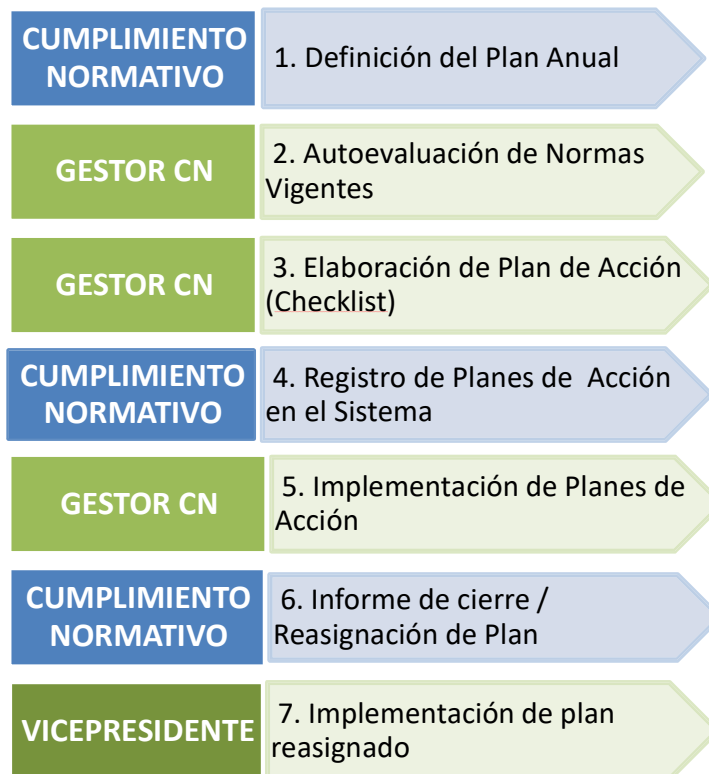 CUMPLIMIENTO
NORMATIVO
1. Definición del Plan Anual
GESTOR CN
2. Autoevaluación de Normas
Vigentes
GESTOR CN
3. Elaboración de Plan de Acción
(Checklist)
CUMPLIMIENTO
NORMATIVO
4. Registro de Planes de Acción
en el Sistema
GESTOR CN
5. Implementación de Planes de
Acción
CUMPLIMIENTO
NORMATIVO
6. Informe de cierre /
Reasignación de Plan
VICEPRESIDENTE
7. Implementación de plan
reasignado